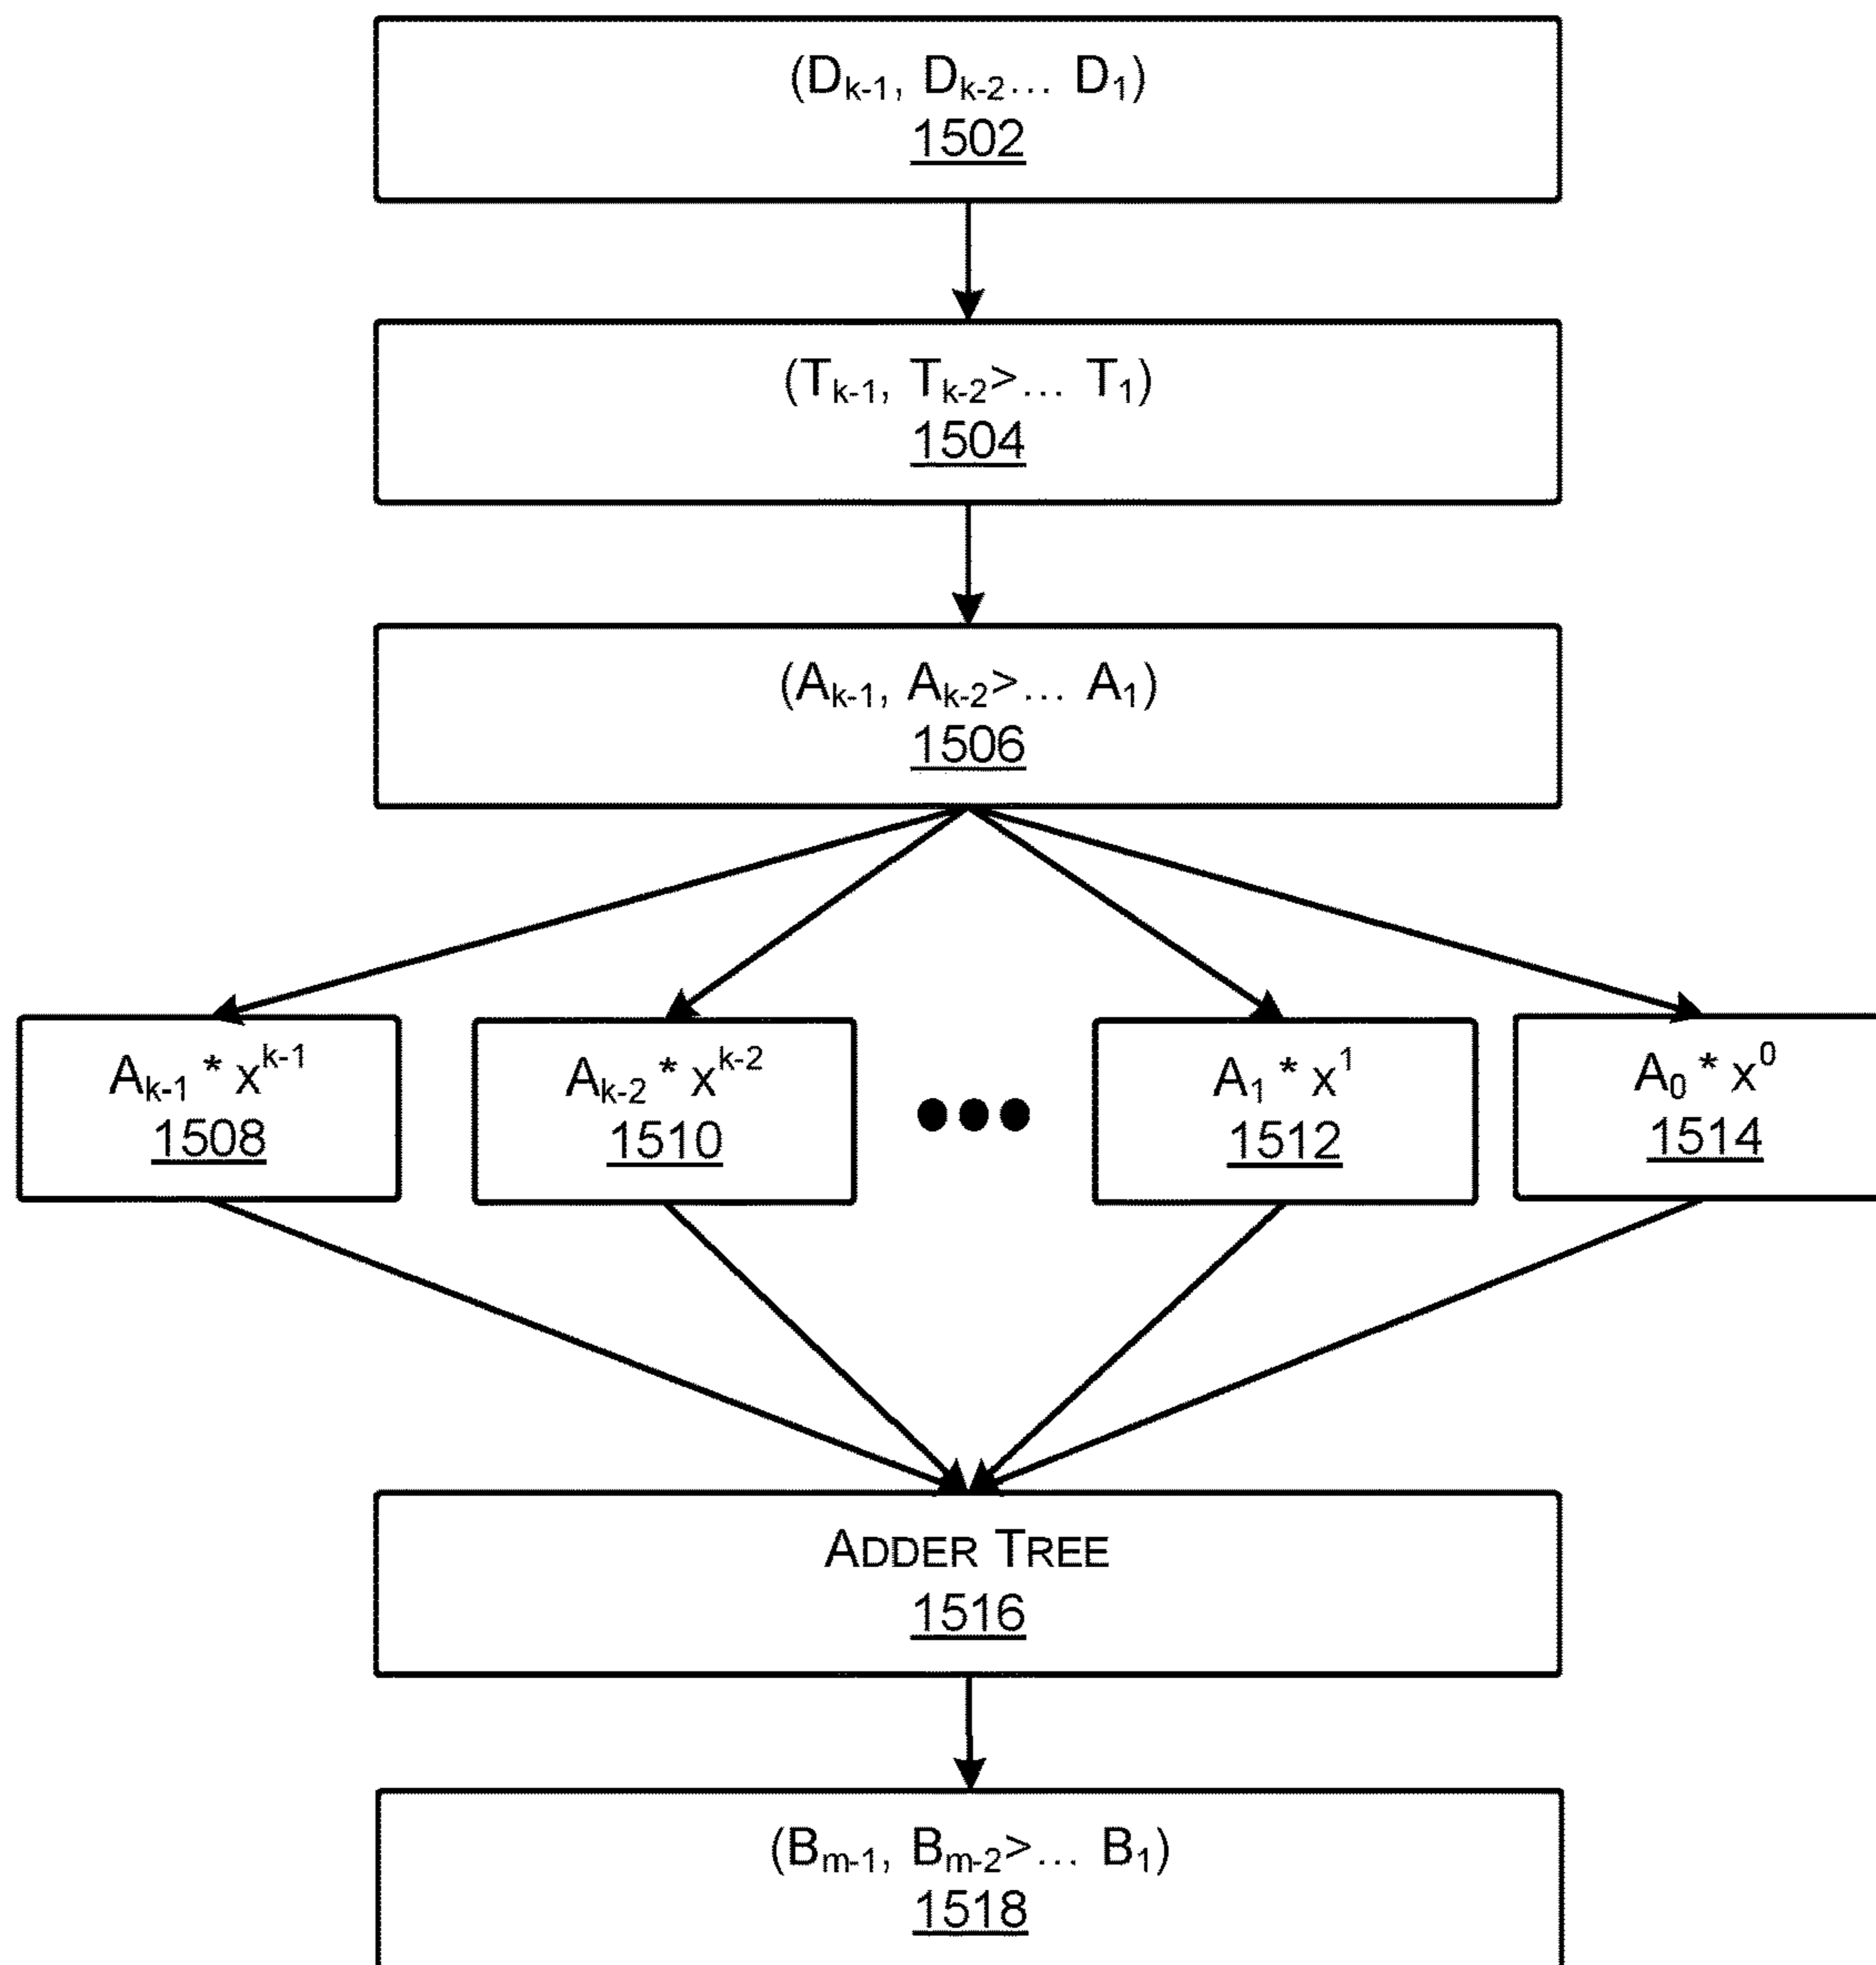 (Dₖ₋₁, Dₖ₋₂... D₁)
1502
(Tₖ₋₁, Tₖ₋₂>... T₁)
1504
(Aₖ₋₁, Aₖ₋₂>... A₁)
1506
Aₖ₋₁ * xᵏ⁻¹
1508
Aₖ₋₂ * xᵏ⁻²
1510
A₁ * x¹
1512
A₀ * x⁰
1514
ADDER TREE
1516
(Bₘ₋₁, Bₘ₋₂>... B₁)
1518